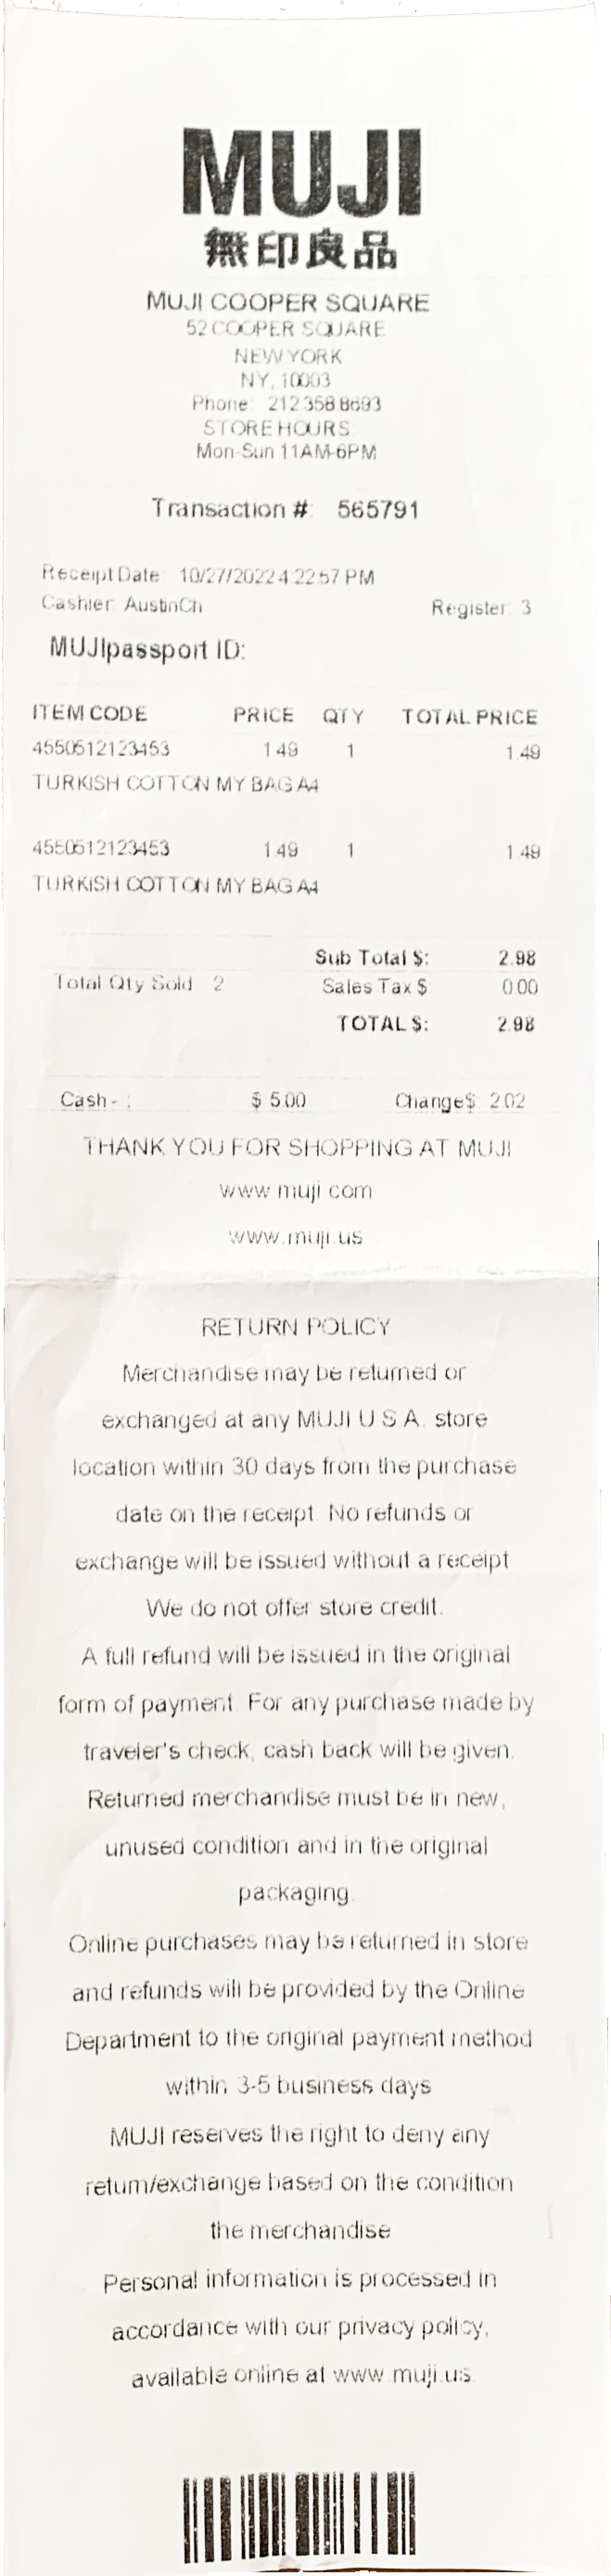 MUJI
無印良品
MUJI COOPER SQUARE
52 COOPER SQUARE
NEW YORK
NY, 10003
Phone: 212 358 8693
STORE HOURS
Mon-Sun 11AM-6PM
Transaction #: 565791
Receipt Date: 10/27/2022 4:22:57 PM
Cashier: AustinCh Register: 3
MUJIpassport ID:
ITEM CODE PRICE QTY TOTAL PRICE
4550512123453 1.49 1 1.49
TURKISH COTTON MY BAG A4
4550512123453 1.49 1 1.49
TURKISH COTTON MY BAG A4
Sub Total $: 2.98
Total Qty Sold: 2 Sales Tax $ 0.00
TOTAL $: 2.98
Cash - : $ 5.00 Change$: 2.02
THANK YOU FOR SHOPPING AT MUJI
www.muji.com
www.muji.us
RETURN POLICY
Merchandise may be returned or
exchanged at any MUJI U.S.A. store
location within 30 days from the purchase
date on the receipt. No refunds or
exchange will be issued without a receipt.
We do not offer store credit.
A full refund will be issued in the original
form of payment. For any purchase made by
traveler's check, cash back will be given.
Returned merchandise must be in new,
unused condition and in the original
packaging.
Online purchases may be returned in store
and refunds will be provided by the Online
Department to the original payment method
within 3-5 business days
MUJI reserves the right to deny any
return/exchange based on the condition
the merchandise
Personal information is processed in
accordance with our privacy policy,
available online at www.muji.us.